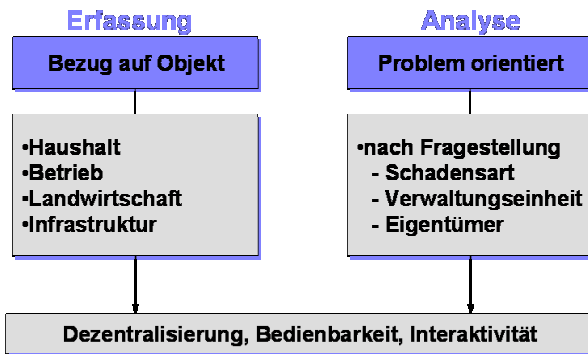 Erfassung
Bezug auf Objekt
•Haushalt
•Betrieb
•Landwirtschaft
•Infrastruktur
Analyse
Problem orientiert
•nach Fragestellung
- Schadensart
- Verwaltungseinheit
- Eigentümer
Dezentralisierung, Bedienbarkeit, Interaktivität